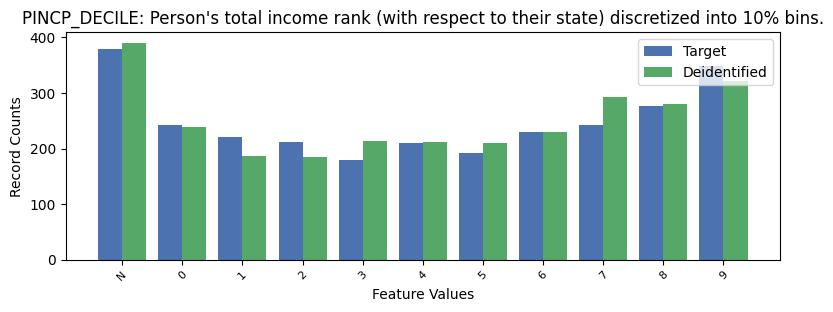 PINCP_DECILE: Person's total income rank (with respect to their state) discretized into 10% bins.
Target
Deidentified
Record Counts
400
300
200
100
0
N 0 1 2 3 4 5 6 7 8 9
Feature Values